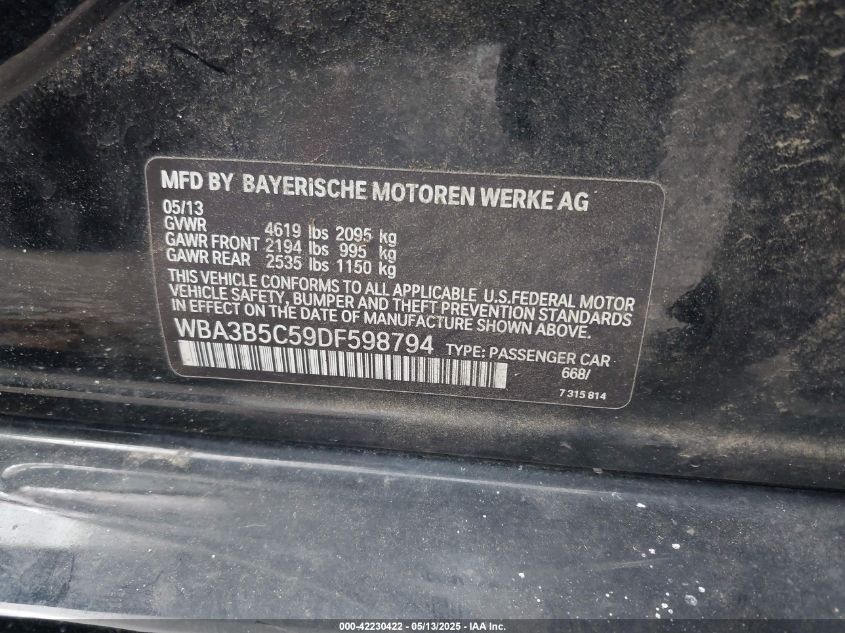 MFD BY BAYERISCHE MOTOREN WERKE AG
05/13
GVWR 4619 lbs 2095 kg
GAWR FRONT 2194 lbs 995 kg
GAWR REAR 2535 lbs 1150 kg
THIS VEHICLE CONFORMS TO ALL APPLICABLE U.S.FEDERAL MOTOR
VEHICLE SAFETY, BUMPER AND THEFT PREVENTION STANDARDS
IN EFFECT ON THE DATE OF MANUFACTURE SHOWN ABOVE.
WBA3B5C59DF598794 TYPE: PASSENGER CAR
668/
7 315 814
000-42230422 - 05/13/2025 - IAA Inc.